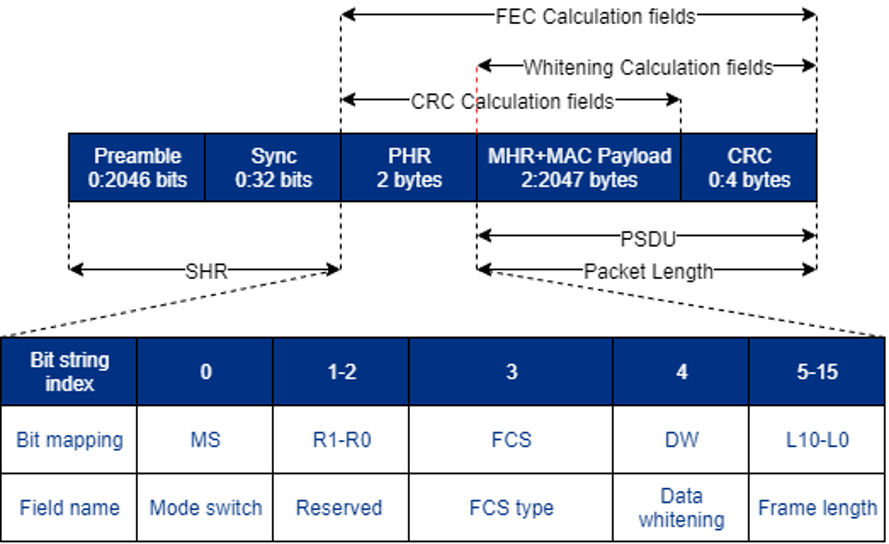 FEC Calculation fields
Whitening Calculation fields
CRC Calculation fields
Preamble Sync PHR MHR+MAC Payload CRC
0:2046 bits 0:32 bits 2 bytes 2:2047 bytes 0:4 bytes
PSDU
SHR Packet Length
Bit string index 0 1-2 3 4 5-15
Bit mapping MS R1-R0 FCS DW L10-L0
Field name Mode switch Reserved FCS type Data whitening Frame length